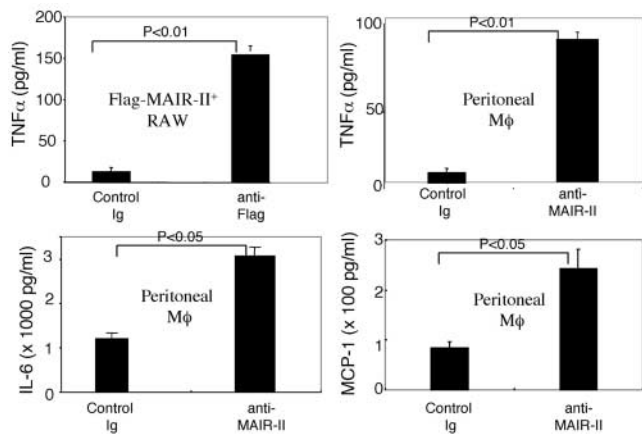 TNFα (pg/ml)
200
150
100
50
0
P<0.01
Flag-MAIR-II⁺
RAW
Control
Ig
anti-
Flag
TNFα (pg/ml)
100
50
0
P<0.01
Peritoneal
Mϕ
Control
Ig
anti-
MAIR-II
IL-6 (x 1000 pg/ml)
3
2
1
0
P<0.05
Peritoneal
Mϕ
Control
Ig
anti-
MAIR-II
MCP-1 (x 100 pg/ml)
3
2
1
0
P<0.05
Peritoneal
Mϕ
Control
Ig
anti-
MAIR-II